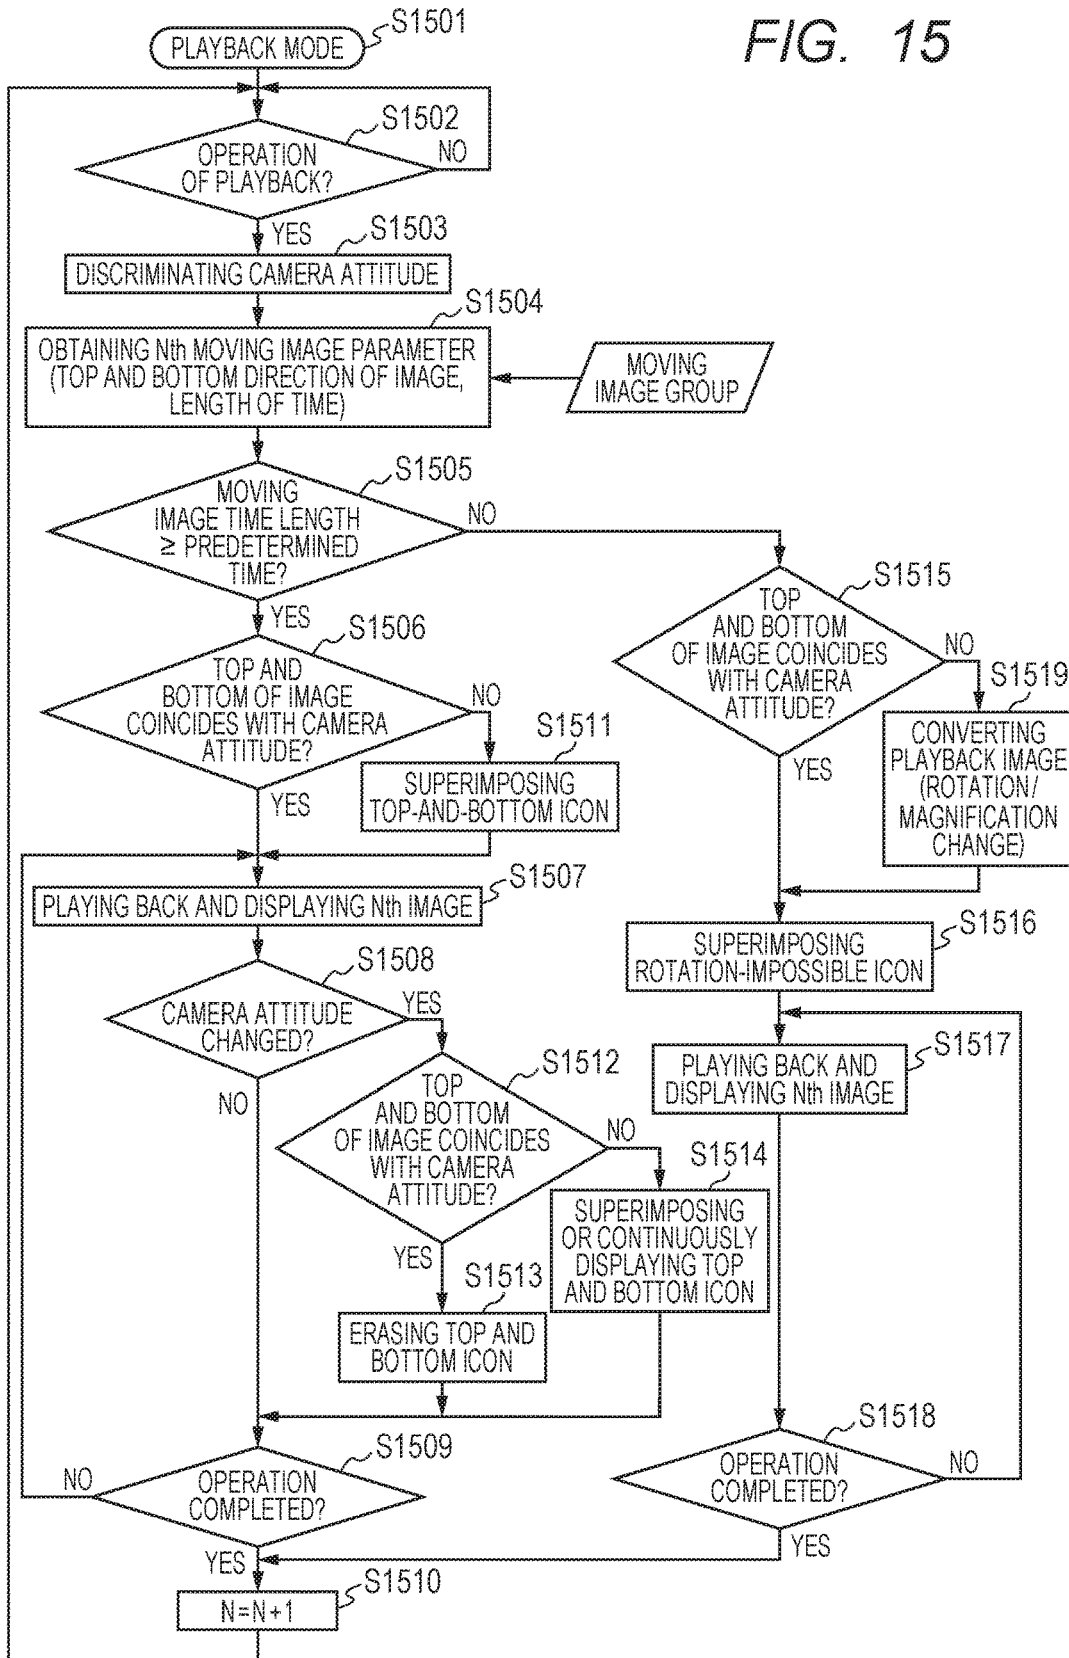 FIG. 15
S1501
PLAYBACK MODE
S1502
OPERATION
OF PLAYBACK?
NO
YES
S1503
DISCRIMINATING CAMERA ATTITUDE
S1504
OBTAINING Nth MOVING IMAGE PARAMETER
(TOP AND BOTTOM DIRECTION OF IMAGE,
LENGTH OF TIME)
MOVING
IMAGE GROUP
S1505
MOVING
IMAGE TIME LENGTH
≥ PREDETERMINED
TIME?
NO
YES
S1506
TOP AND
BOTTOM OF IMAGE
COINCIDES WITH CAMERA
ATTITUDE?
NO
YES
S1511
SUPERIMPOSING
TOP-AND-BOTTOM ICON
S1507
PLAYING BACK AND DISPLAYING Nth IMAGE
S1508
CAMERA ATTITUDE
CHANGED?
YES
NO
S1512
TOP
AND BOTTOM
OF IMAGE COINCIDES
WITH CAMERA
ATTITUDE?
NO
YES
S1514
SUPERIMPOSING
OR CONTINUOUSLY
DISPLAYING TOP
AND BOTTOM ICON
S1513
ERASING TOP AND
BOTTOM ICON
S1509
OPERATION
COMPLETED?
NO
YES
S1510
N=N+1
S1515
TOP
AND BOTTOM
OF IMAGE COINCIDES
WITH CAMERA
ATTITUDE?
NO
YES
S1519
CONVERTING
PLAYBACK IMAGE
(ROTATION/
MAGNIFICATION
CHANGE)
S1516
SUPERIMPOSING
ROTATION-IMPOSSIBLE ICON
S1517
PLAYING BACK AND
DISPLAYING Nth IMAGE
S1518
OPERATION
COMPLETED?
NO
YES